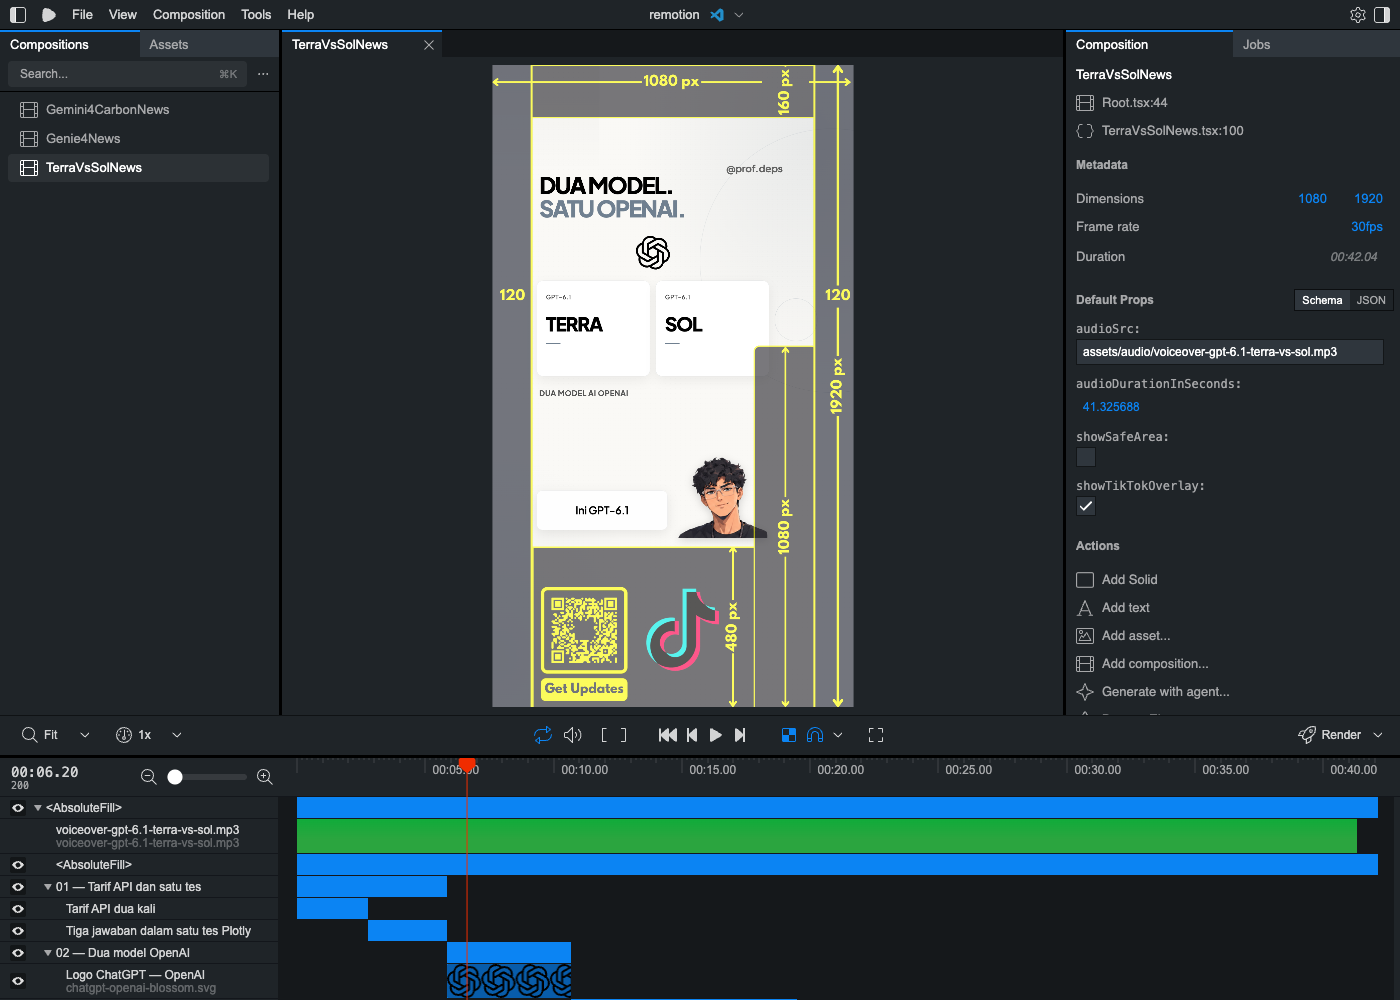 File View Composition Tools Help
remotion
Compositions Assets
Search... ⌘K
Gemini4CarbonNews
Genie4News
TerraVsSolNews
TerraVsSolNews
1080 px
160 px
@prof.deps
DUA MODEL.
SATU OPENAI.
120
120
GPT-6.1
TERRA
GPT-6.1
SOL
DUA MODEL AI OPENAI
1920 px
Ini GPT-6.1
1080 px
480 px
Get Updates
Composition Jobs
TerraVsSolNews
Root.tsx:44
TerraVsSolNews.tsx:100
Metadata
Dimensions 1080 1920
Frame rate 30fps
Duration 00:42.04
Default Props Schema JSON
audioSrc:
assets/audio/voiceover-gpt-6.1-terra-vs-sol.mp3
audioDurationInSeconds:
41.325688
showSafeArea:
showTikTokOverlay:
Actions
Add Solid
Add text
Add asset...
Add composition...
Generate with agent...
Fit 1x
Render
00:06.20
200
00:05.00 00:10.00 00:15.00 00:20.00 00:25.00 00:30.00 00:35.00 00:40.00
<AbsoluteFill>
voiceover-gpt-6.1-terra-vs-sol.mp3
voiceover-gpt-6.1-terra-vs-sol.mp3
<AbsoluteFill>
01 — Tarif API dan satu tes
Tarif API dua kali
Tiga jawaban dalam satu tes Plotly
02 — Dua model OpenAI
Logo ChatGPT — OpenAI
chatgpt-openai-blossom.svg